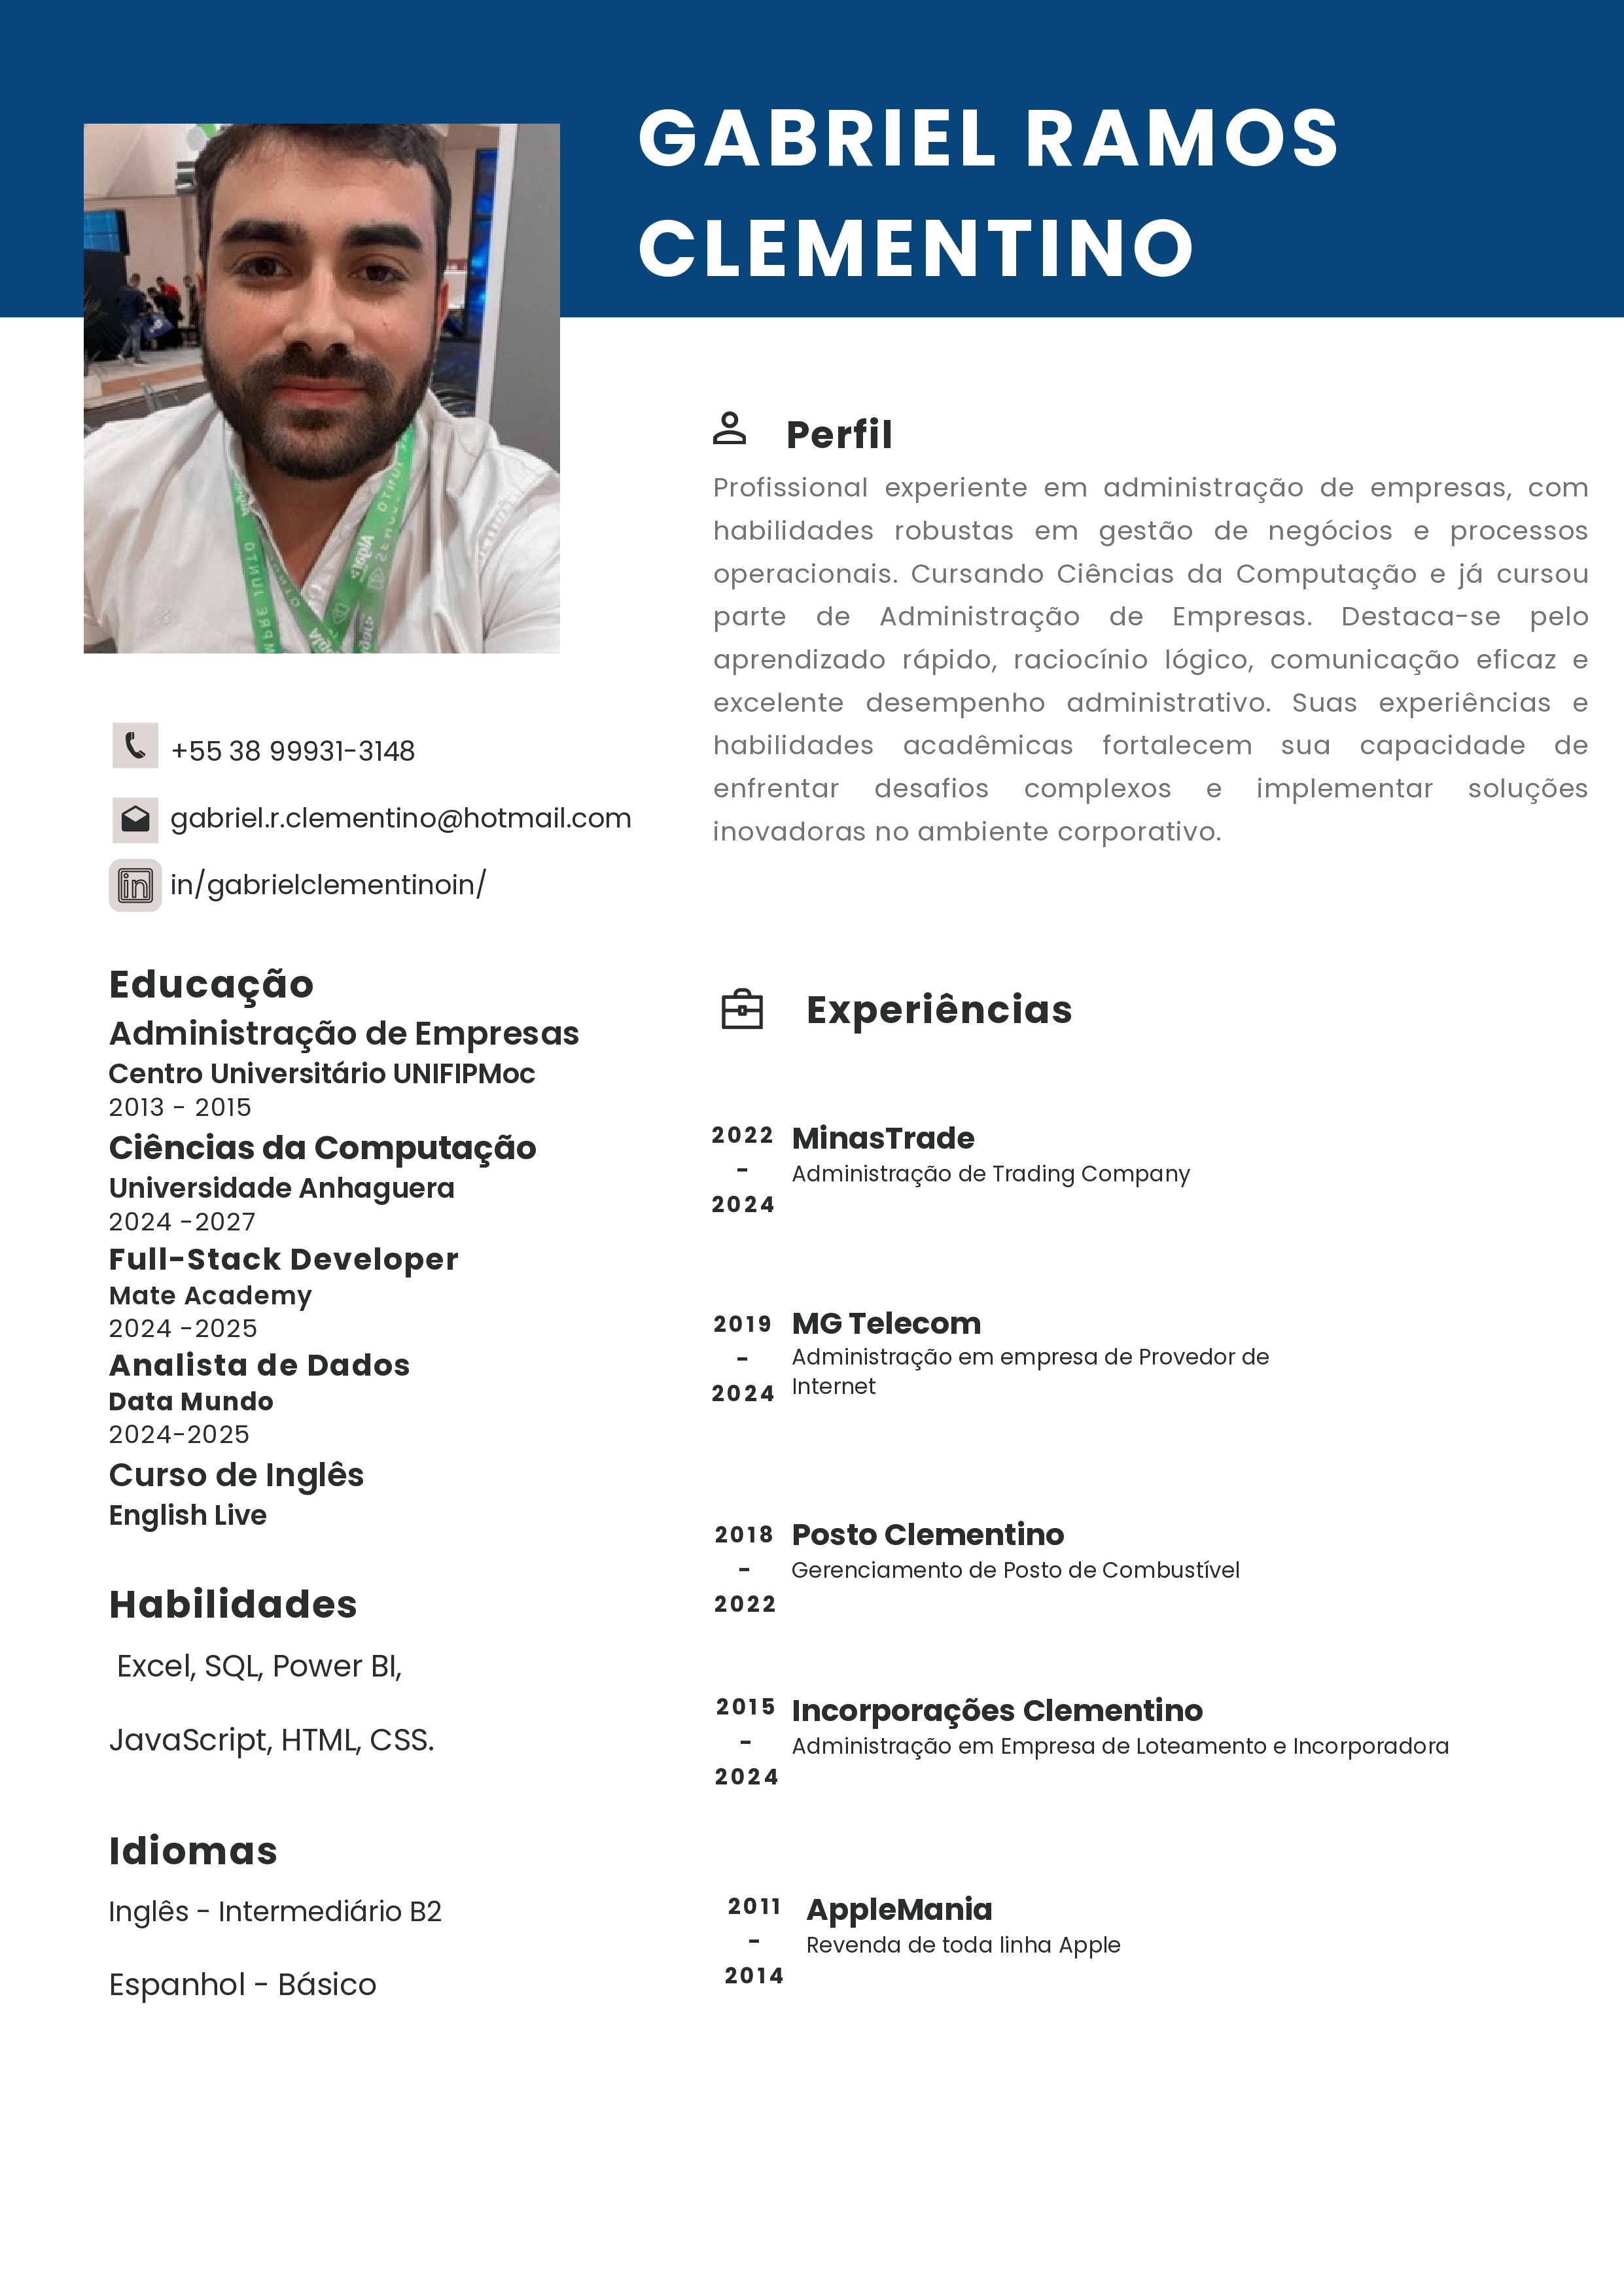 GABRIEL RAMOS
CLEMENTINO
+55 38 99931-3148
gabriel.r.clementino@hotmail.com
in/gabrielclementinoin/
Educação
Administração de Empresas
Centro Universitário UNIFIPMoc
2013 - 2015
Ciências da Computação
Universidade Anhaguera
2024 -2027
Full-Stack Developer
Mate Academy
2024 -2025
Analista de Dados
Data Mundo
2024-2025
Curso de Inglês
English Live
Habilidades
Excel, SQL, Power BI,
JavaScript, HTML, CSS.
Idiomas
Inglês - Intermediário B2
Espanhol - Básico
Perfil
Profissional experiente em administração de empresas, com
habilidades robustas em gestão de negócios e processos
operacionais. Cursando Ciências da Computação e já cursou
parte de Administração de Empresas. Destaca-se pelo
aprendizado rápido, raciocínio lógico, comunicação eficaz e
excelente desempenho administrativo. Suas experiências e
habilidades acadêmicas fortalecem sua capacidade de
enfrentar desafios complexos e implementar soluções
inovadoras no ambiente corporativo.
Experiências
2022
-
2024
MinasTrade
Administração de Trading Company
2019
-
2024
MG Telecom
Administração em empresa de Provedor de
Internet
2018
-
2022
Posto Clementino
Gerenciamento de Posto de Combustível
2015
-
2024
Incorporações Clementino
Administração em Empresa de Loteamento e Incorporadora
2011
-
2014
AppleMania
Revenda de toda linha Apple